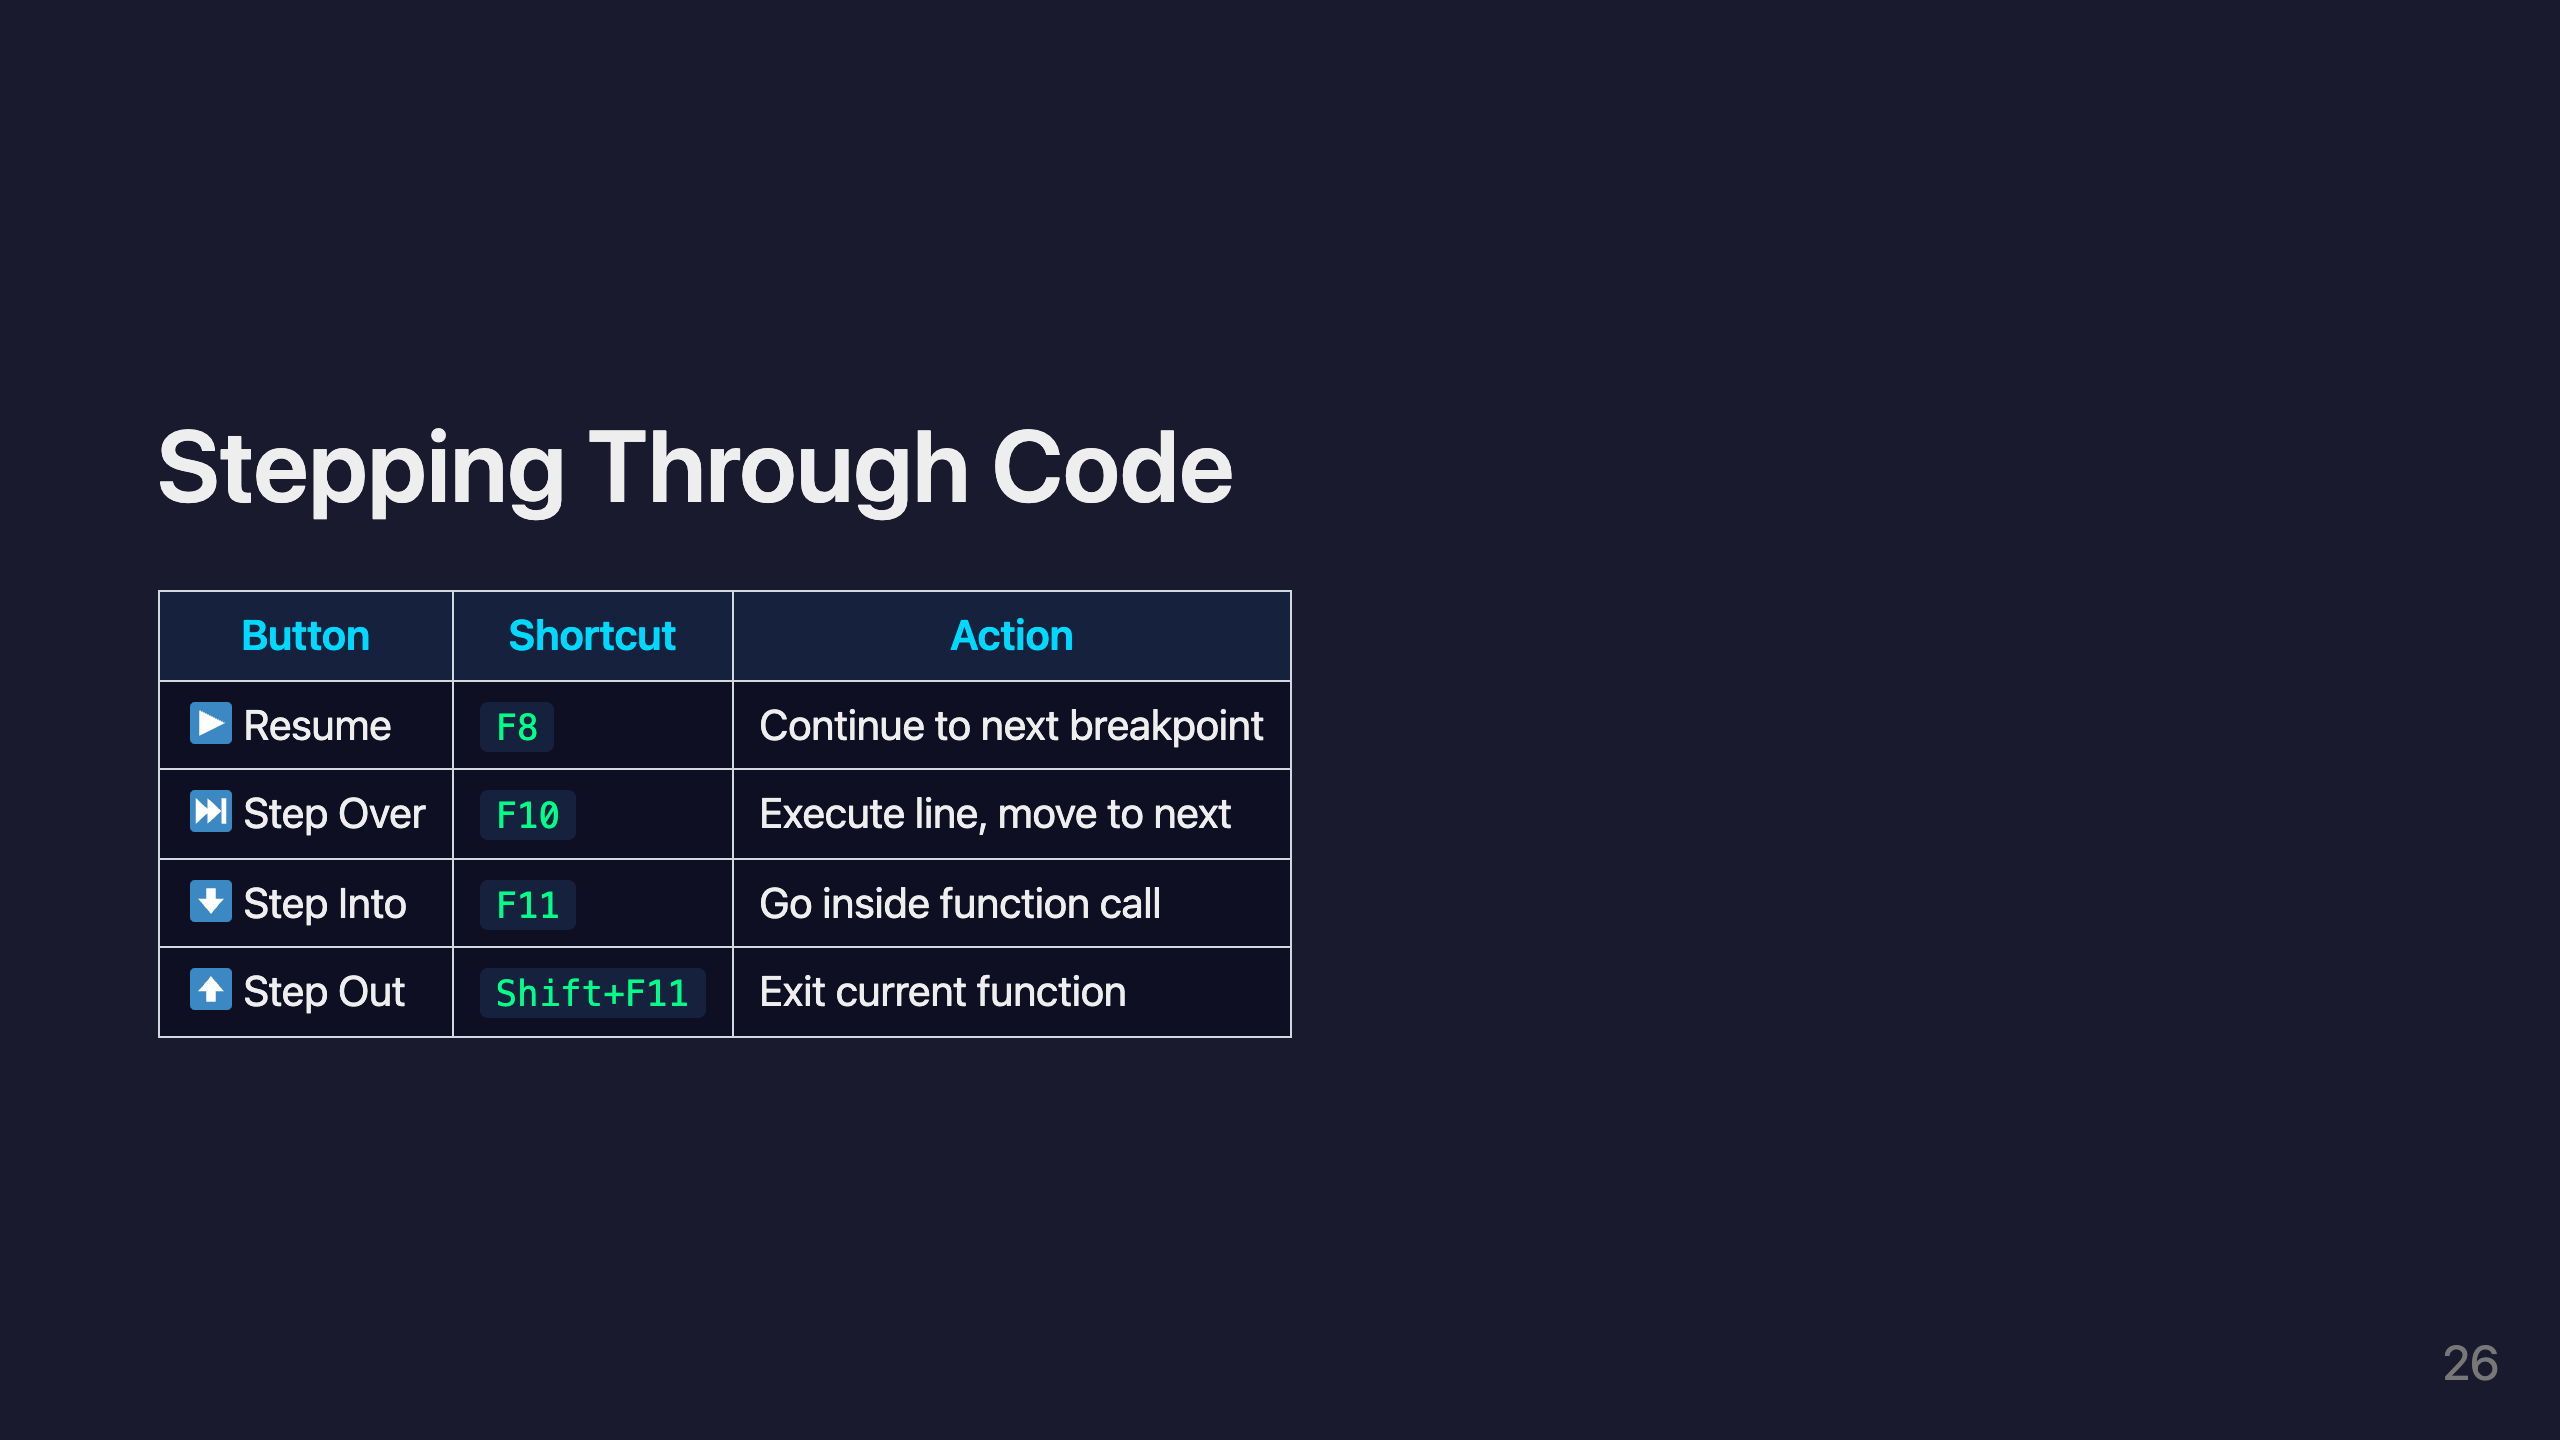 Stepping Through Code
Button Shortcut Action
▶️ Resume F8 Continue to next breakpoint
⏭️ Step Over F10 Execute line, move to next
⬇️ Step Into F11 Go inside function call
⬆️ Step Out Shift+F11 Exit current function
26